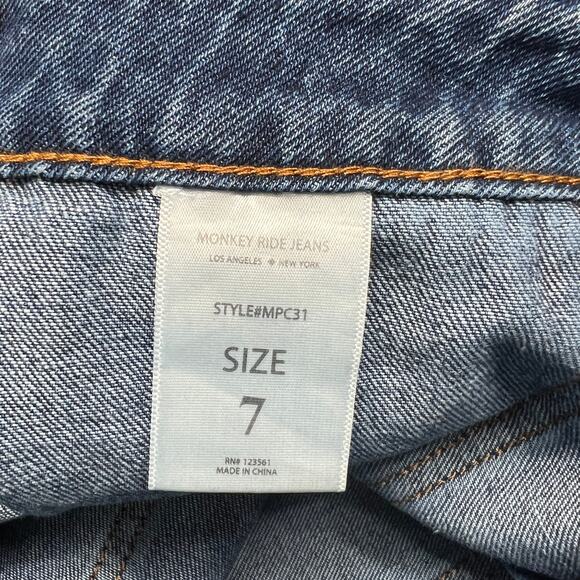 MONKEY RIDE JEANS
LOS ANGELES ◆ NEW YORK
STYLE#MPC31
SIZE
7
RN# 123561
MADE IN CHINA